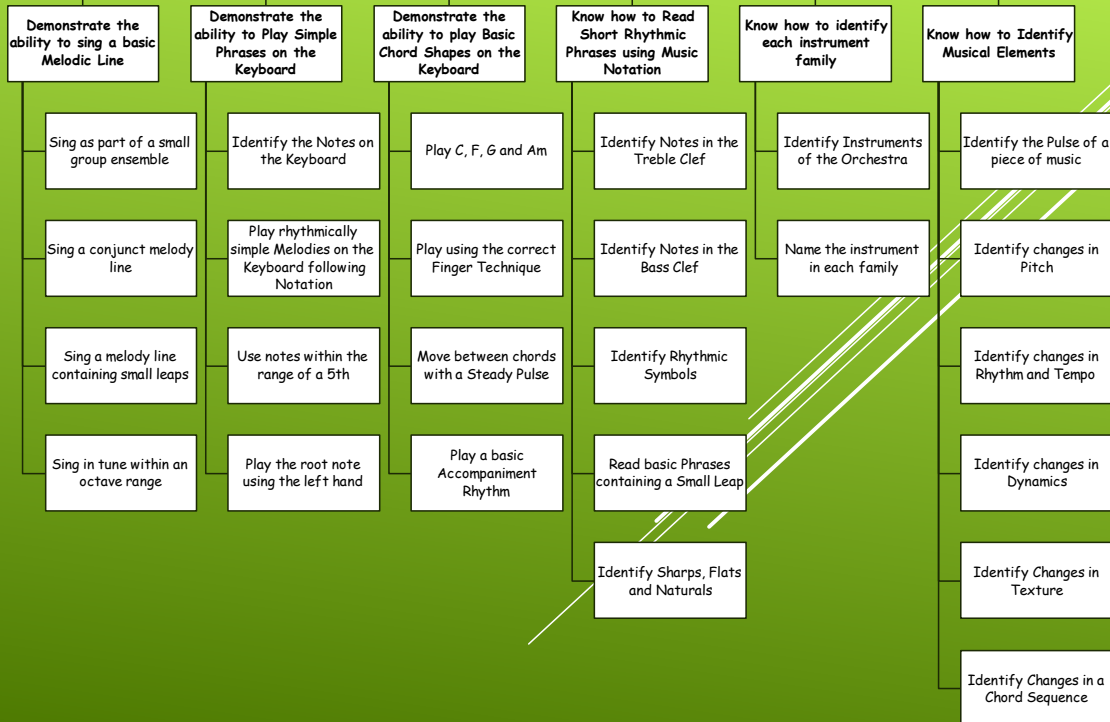 Demonstrate the
ability to sing a basic
Melodic Line
Sing as part of a small
group ensemble
Sing a conjunct melody
line
Sing a melody line
containing small leaps
Sing in tune within an
octave range
Demonstrate the
ability to Play Simple
Phrases on the
Keyboard
Identify the Notes on
the Keyboard
Play rhythmically
simple Melodies on the
Keyboard following
Notation
Use notes within the
range of a 5th
Play the root note
using the left hand
Demonstrate the
ability to play Basic
Chord Shapes on the
Keyboard
Play C, F, G and Am
Play using the correct
Finger Technique
Move between chords
with a Steady Pulse
Play a basic
Accompaniment
Rhythm
Know how to Read
Short Rhythmic
Phrases using Music
Notation
Identify Notes in the
Treble Clef
Identify Notes in the
Bass Clef
Identify Rhythmic
Symbols
Read basic Phrases
containing a Small Leap
Identify Sharps, Flats
and Naturals
Know how to identify
each instrument
family
Identify Instruments
of the Orchestra
Name the instrument
in each family
Know how to Identify
Musical Elements
Identify the Pulse of a
piece of music
Identify changes in
Pitch
Identify changes in
Rhythm and Tempo
Identify changes in
Dynamics
Identify Changes in
Texture
Identify Changes in a
Chord Sequence